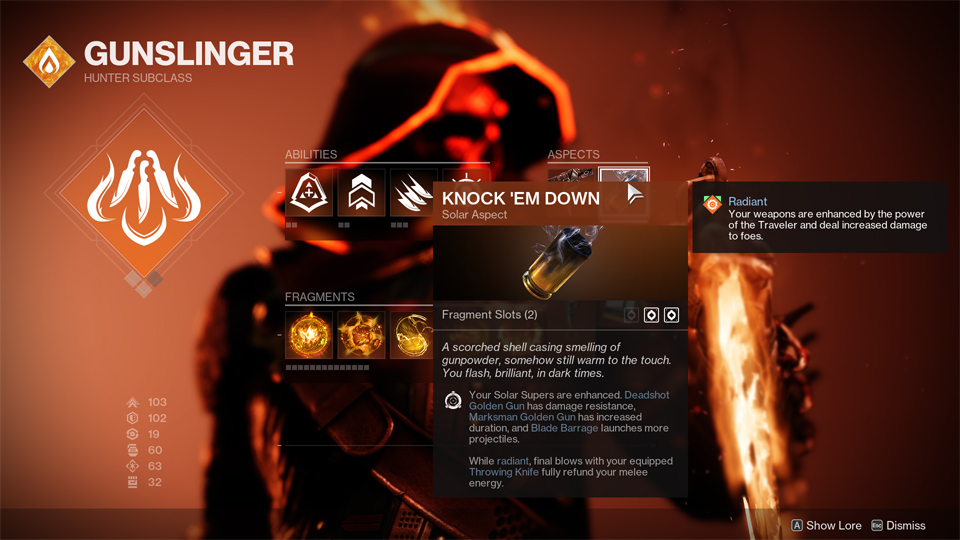 GUNSLINGER
HUNTER SUBCLASS
ABILITIES
ASPECTS
KNOCK 'EM DOWN
Solar Aspect
Radiant
Your weapons are enhanced by the power
of the Traveler and deal increased damage
to foes.
FRAGMENTS
Fragment Slots (2)
A scorched shell casing smelling of
gunpowder, somehow still warm to the touch.
You flash, brilliant, in dark times.
Your Solar Supers are enhanced. Deadshot
Golden Gun has damage resistance,
Marksman Golden Gun has increased
duration, and Blade Barrage launches more
projectiles.
While radiant, final blows with your equipped
Throwing Knife fully refund your melee
energy.
103
102
19
60
63
32
A Show Lore
Esc Dismiss